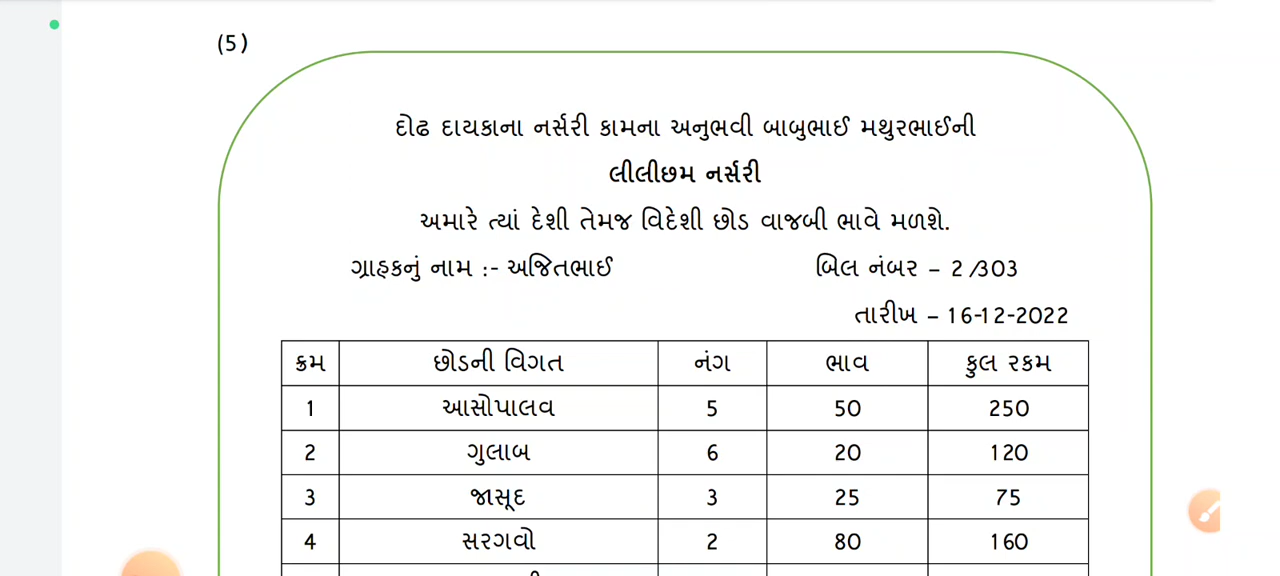 (5)
દોઢ દાયકાના નર્સરી કામના અનુભવી બાબુભાઈ મથુરભાઈની
લીલીછમ નર્સરી
અમારે ત્યાં દેશી તેમજ વિદેશી છોડ વાજબી ભાવે મળશે.
ગ્રાહકનું નામ :- અજિતભાઈ બિલ નંબર – 2 /303
તારીખ – 16-12-2022
ક્રમ છોડની વિગત નંગ ભાવ કુલ રકમ
1 આસોપાલવ 5 50 250
2 ગુલાબ 6 20 120
3 જાસૂદ 3 25 75
4 સરગવો 2 80 160